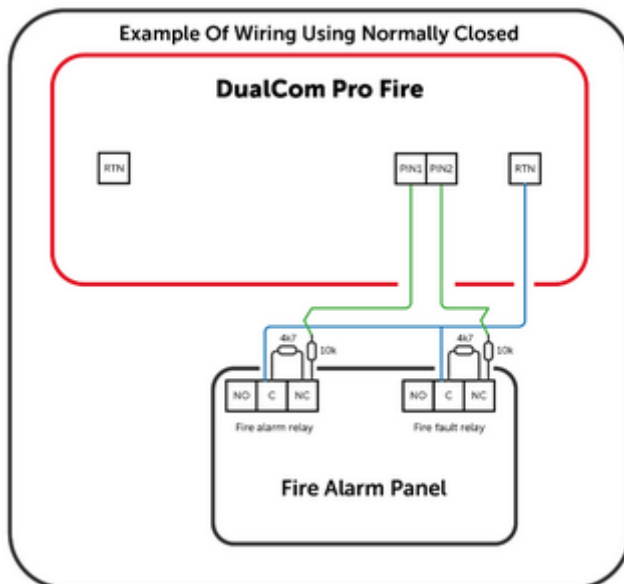 Example Of Wiring Using Normally Closed
DualCom Pro Fire
RTN
PIN1 PIN2
RTN
4k7
10k
4k7
10k
NO C NC
NO C NC
Fire alarm relay
Fire fault relay
Fire Alarm Panel